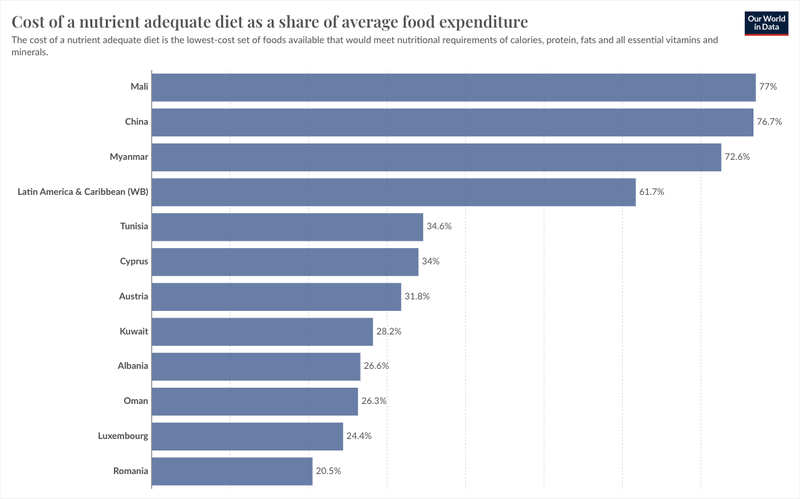 Cost of a nutrient adequate diet as a share of average food expenditure
Our World
in Data
The cost of a nutrient adequate diet is the lowest-cost set of foods available that would meet nutritional requirements of calories, protein, fats and all essential vitamins and
minerals.
Mali 77%
China 76.7%
Myanmar 72.6%
Latin America & Caribbean (WB) 61.7%
Tunisia 34.6%
Cyprus 34%
Austria 31.8%
Kuwait 28.2%
Albania 26.6%
Oman 26.3%
Luxembourg 24.4%
Romania 20.5%